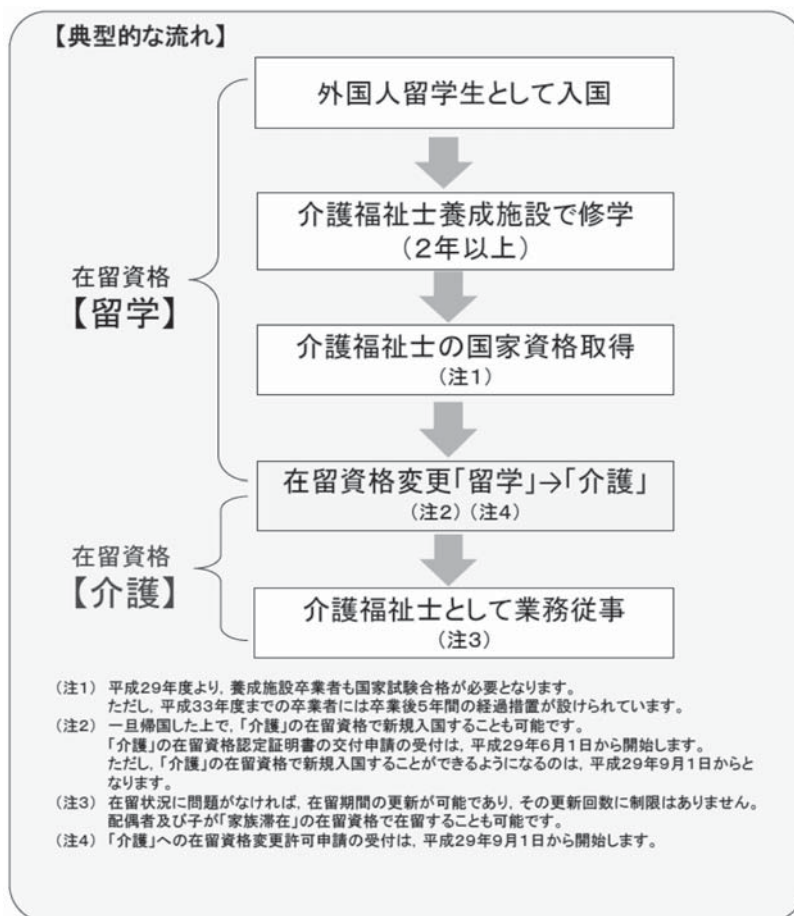 【典型的な流れ】
外国人留学生として入国
介護福祉士養成施設で修学
(2年以上)
在留資格
【留学】
介護福祉士の国家資格取得
(注1)
在留資格変更「留学」→「介護」
(注2)(注4)
在留資格
【介護】
介護福祉士として業務従事
(注3)
(注1) 平成29年度より,養成施設卒業者も国家試験合格が必要となります。
ただし,平成33年度までの卒業者には卒業後5年間の経過措置が設けられています。
(注2) 一旦帰国した上で,「介護」の在留資格で新規入国することも可能です。
「介護」の在留資格認定証明書の交付申請の受付は,平成29年6月1日から開始します。
ただし,「介護」の在留資格で新規入国することができるようになるのは,平成29年9月1日からと
なります。
(注3) 在留状況に問題がなければ,在留期間の更新が可能であり,その更新回数に制限はありません。
配偶者及び子が「家族滞在」の在留資格で在留することも可能です。
(注4) 「介護」への在留資格変更許可申請の受付は,平成29年9月1日から開始します。